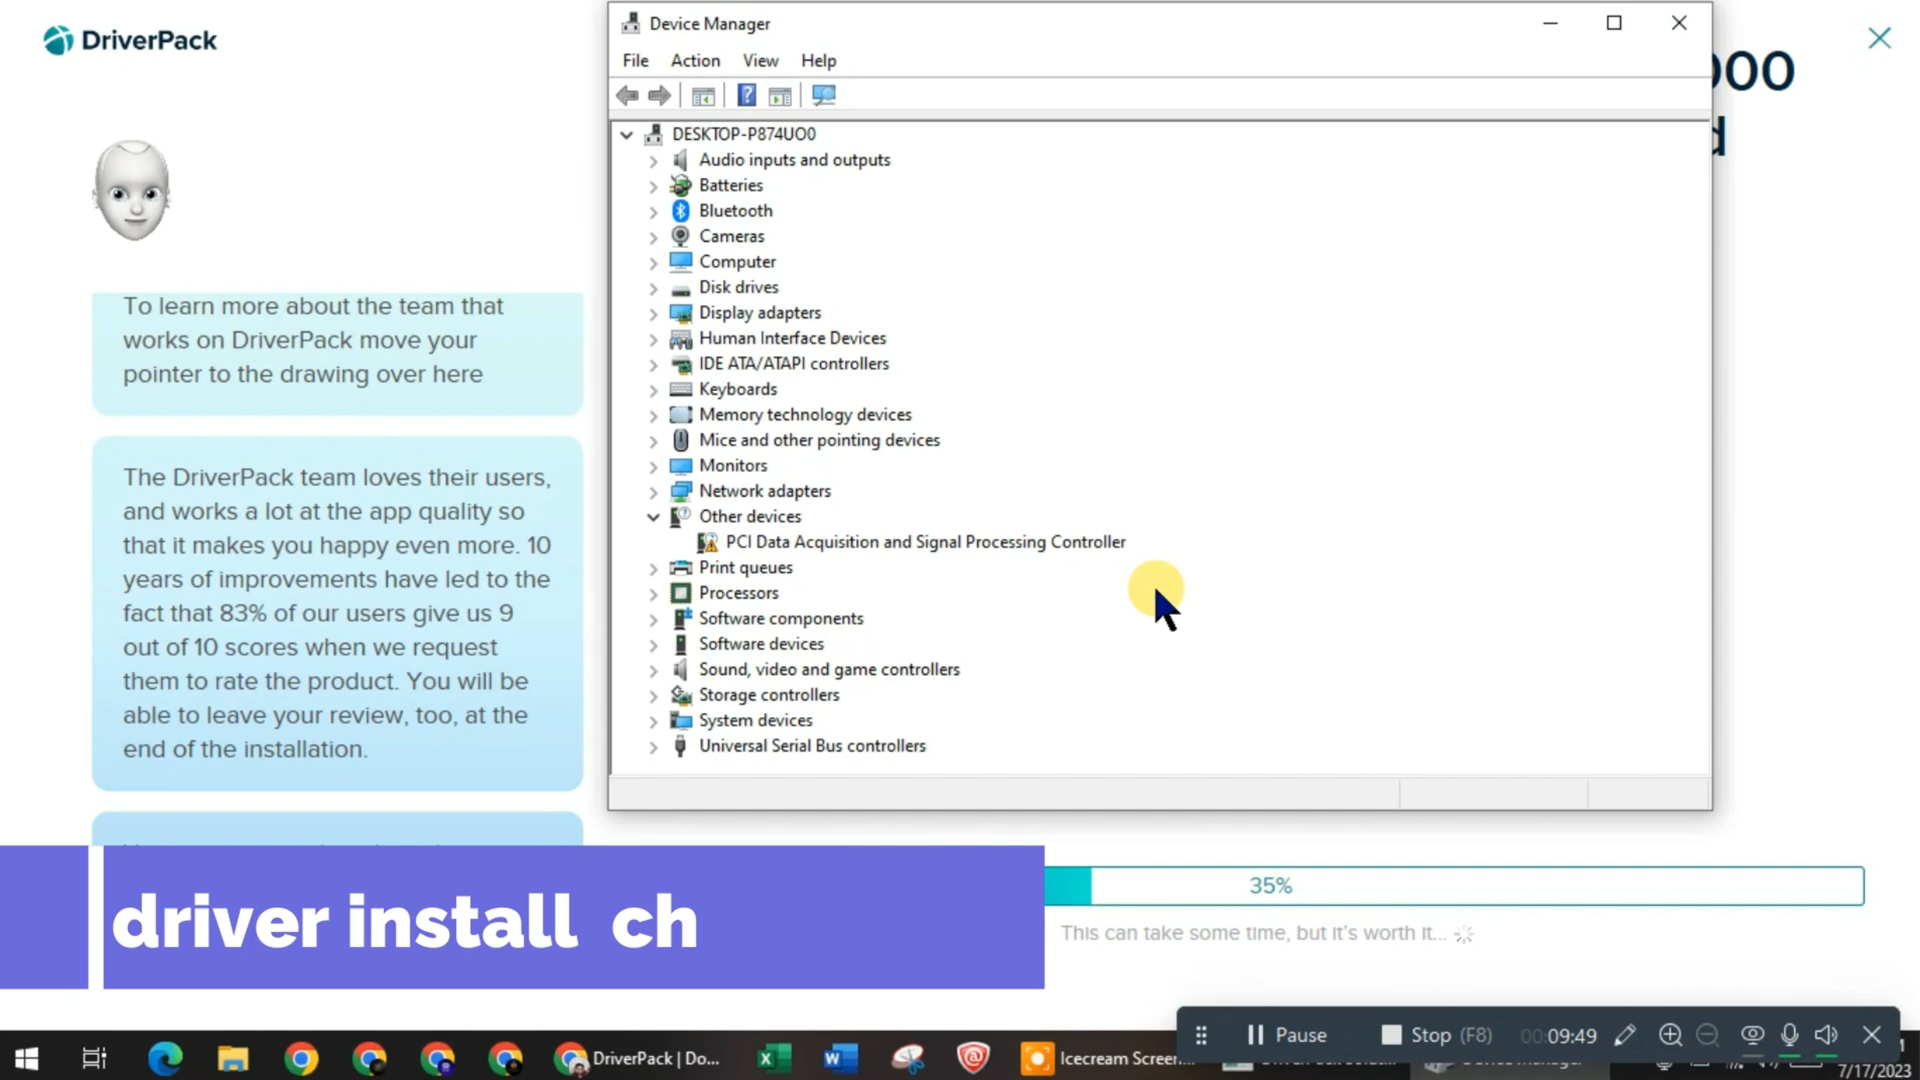 DriverPack
To learn more about the team that
works on DriverPack move your
pointer to the drawing over here
The DriverPack team loves their users,
and works a lot at the app quality so
that it makes you happy even more. 10
years of improvements have led to the
fact that 83% of our users give us 9
out of 10 scores when we request
them to rate the product. You will be
able to leave your review, too, at the
end of the installation.
Device Manager
File Action View Help
DESKTOP-P874UO0
Audio inputs and outputs
Batteries
Bluetooth
Cameras
Computer
Disk drives
Display adapters
Human Interface Devices
IDE ATA/ATAPI controllers
Keyboards
Memory technology devices
Mice and other pointing devices
Monitors
Network adapters
Other devices
PCI Data Acquisition and Signal Processing Controller
Print queues
Processors
Software components
Software devices
Sound, video and game controllers
Storage controllers
System devices
Universal Serial Bus controllers
000
d
driver install ch
35%
This can take some time, but it's worth it...
Pause Stop (F8) 00:09:49
DriverPack | Do...
Icecream Screen...
7/17/2023